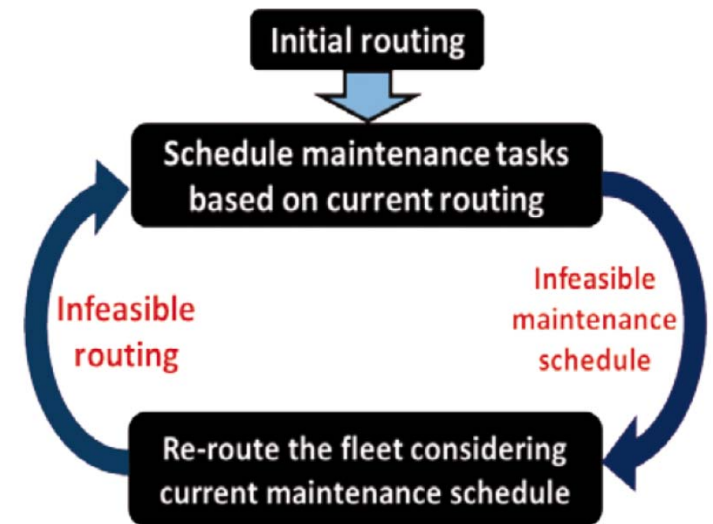 Initial routing
Schedule maintenance tasks
based on current routing
Infeasible
maintenance
schedule
Infeasible
routing
Re-route the fleet considering
current maintenance schedule